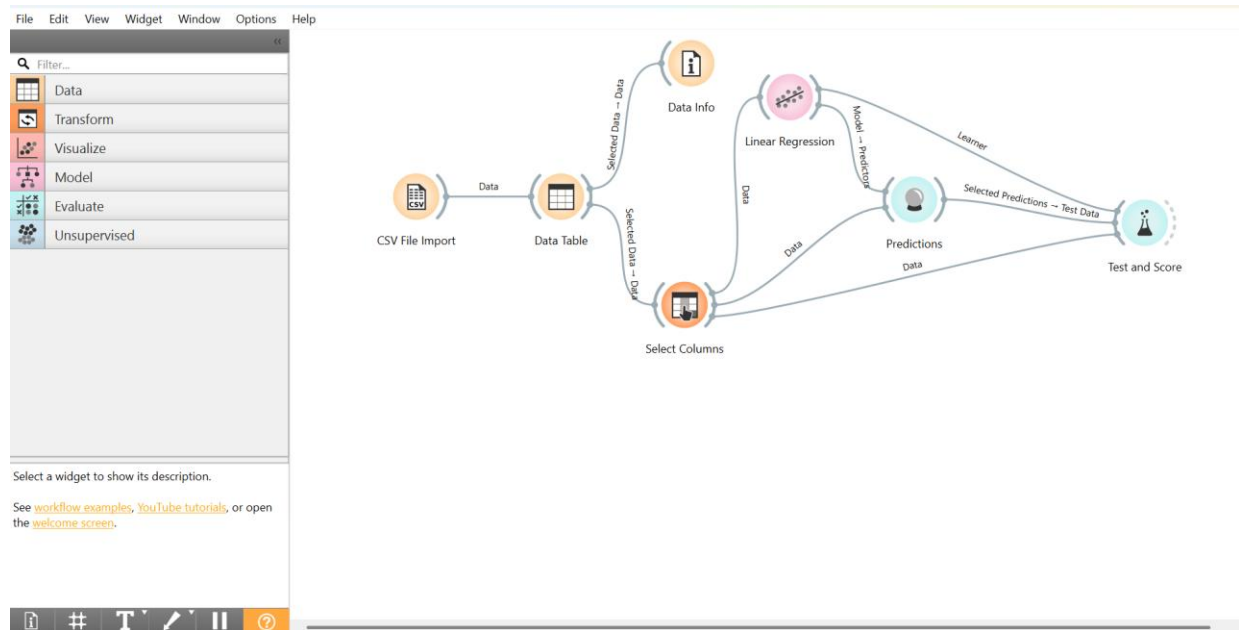 File Edit View Widget Window Options Help
Filter...
Data
Transform
Visualize
Model
Evaluate
Unsupervised
Select a widget to show its description.
See workflow examples, YouTube tutorials, or open
the welcome screen.
CSV File Import
CSV
Data
Data Table
Selected Data → Data
Data Info
Selected Data → Data
Select Columns
Data
Linear Regression
Model → Predictors
Data
Predictions
Learner
Selected Predictions → Test Data
Data
Test and Score